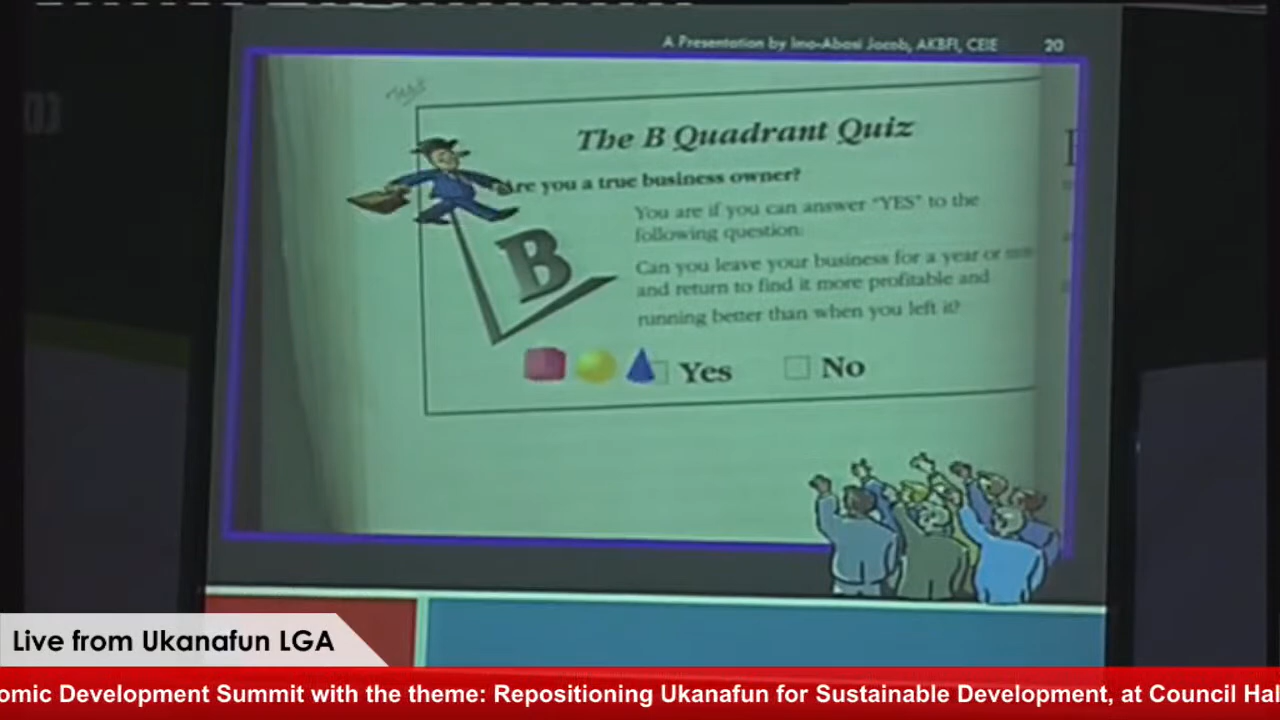 A Presentation by Imo-Abasi Jacob, AKBFI, CEIE 20
The B Quadrant Quiz
Are you a true business owner?
B
You are if you can answer "YES" to the
following question:
Can you leave your business for a year or
and return to find it more profitable and
running better than when you left it?
Yes No
Live from Ukanafun LGA
omic Development Summit with the theme: Repositioning Ukanafun for Sustainable Development, at Council Hal